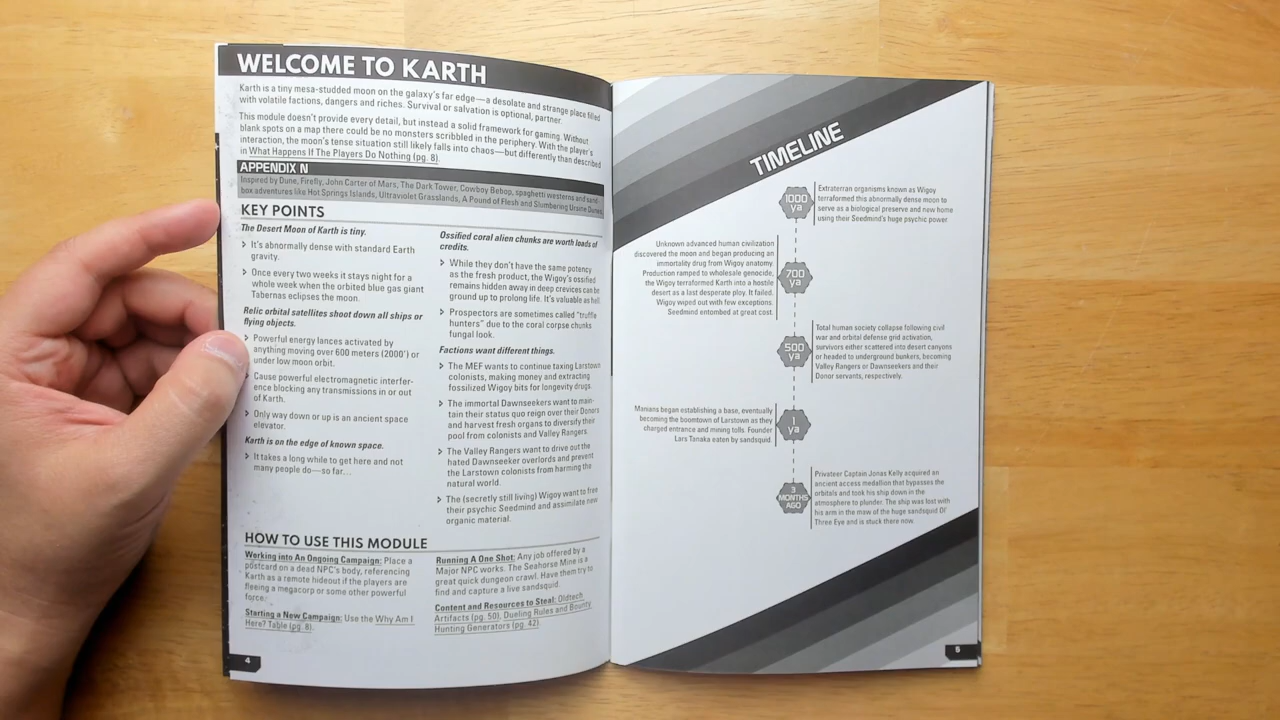 WELCOME TO KARTH
Karth is a tiny mesa-studded moon on the galaxy's far edge—a desolate and strange place filled
with volatile factions, dangers and riches. Survival or salvation is optional, partner.
This module doesn't provide every detail, but instead a solid framework for gaming. Without
blank spots on a map there could be no monsters scribbled in the periphery. With the player's
interaction, the moon's tense situation still likely falls into chaos—but differently than described
in What Happens If The Players Do Nothing (pg. 8).
APPENDIX N
Inspired by Dune, Firefly, John Carter of Mars, The Dark Tower, Cowboy Bebop, spaghetti westerns and sand-
box adventures like Hot Springs Islands, Ultraviolet Grasslands, A Pound of Flesh and Slumbering Ursine Dunes.
KEY POINTS
The Desert Moon of Karth is tiny.
It's abnormally dense with standard Earth
gravity.
Once every two weeks it stays night for a
whole week when the orbited blue gas giant
Tabernas eclipses the moon.
Relic orbital satellites shoot down all ships or
flying objects.
Powerful energy lances activated by
anything moving over 600 meters (2000') or
under low moon orbit.
Cause powerful electromagnetic interfer-
ence blocking any transmissions in or out
of Karth.
Only way down or up is an ancient space
elevator.
Karth is on the edge of known space.
It takes a long while to get here and not
many people do—so far...
Ossified coral alien chunks are worth loads of
credits.
While they don't have the same potency
as the fresh product, the Wigoy's ossified
remains hidden away in deep crevices can be
ground up to prolong life. It's valuable as hell.
Prospectors are sometimes called "truffle
hunters" due to the coral corpse chunks
fungal look.
Factions want different things.
The MEF wants to continue taxing Larstown
colonists, making money and extracting
fossilized Wigoy bits for longevity drugs.
The immortal Dawnseekers want to main-
tain their status quo reign over their Donors
and harvest fresh organs to diversify their
pool from colonists and Valley Rangers.
The Valley Rangers want to drive out the
hated Dawnseeker overlords and prevent
the Larstown colonists from harming the
natural world.
The (secretly still living) Wigoy want to free
their psychic Seedmind and assimilate new
organic material.
HOW TO USE THIS MODULE
Working into An Ongoing Campaign: Place a
postcard on a dead NPC's body, referencing
Karth as a remote hideout if the players are
fleeing a megacorp or some other powerful
force.
Starting a New Campaign: Use the Why Am I
Here? Table (pg. 8).
Running A One Shot: Any job offered by a
Major NPC works. The Seahorse Mine is a
great quick dungeon crawl. Have them try to
find and capture a live sandsquid.
Content and Resources to Steal: Oldtech
Artifacts (pg. 50). Dueling Rules and Bounty
Hunting Generators (pg. 42).
4
TIMELINE
1000
ya
Extraterran organisms known as Wigoy
terraformed this abnormally dense moon to
serve as a biological preserve and new home
using their Seedmind's huge psychic power.
Unknown advanced human civilization
discovered the moon and began producing an
immortality drug from Wigoy anatomy.
Production ramped to wholesale genocide,
the Wigoy terraformed Karth into a hostile
desert as a last desperate ploy. It failed.
Wigoy wiped out with few exceptions.
Seedmind entombed at great cost.
700
ya
500
ya
Total human society collapse following civil
war and orbital defense grid activation,
survivors either scattered into desert canyons
or headed to underground bunkers, becoming
Valley Rangers or Dawnseekers and their
Donor servants, respectively.
Marians began establishing a base, eventually
becoming the boomtown of Larstown as they
charged entrance and mining tolls. Founder
Lars Tanaka eaten by sandsquid.
1
ya
3
MONTHS
AGO
Privateer Captain Jonas Kelly acquired an
ancient access medallion that bypasses the
orbitals and took his ship down in the
atmosphere to plunder. The ship was lost with
his arm in the maw of the huge sandsquid Ol'
Three Eye and is stuck there now.
5